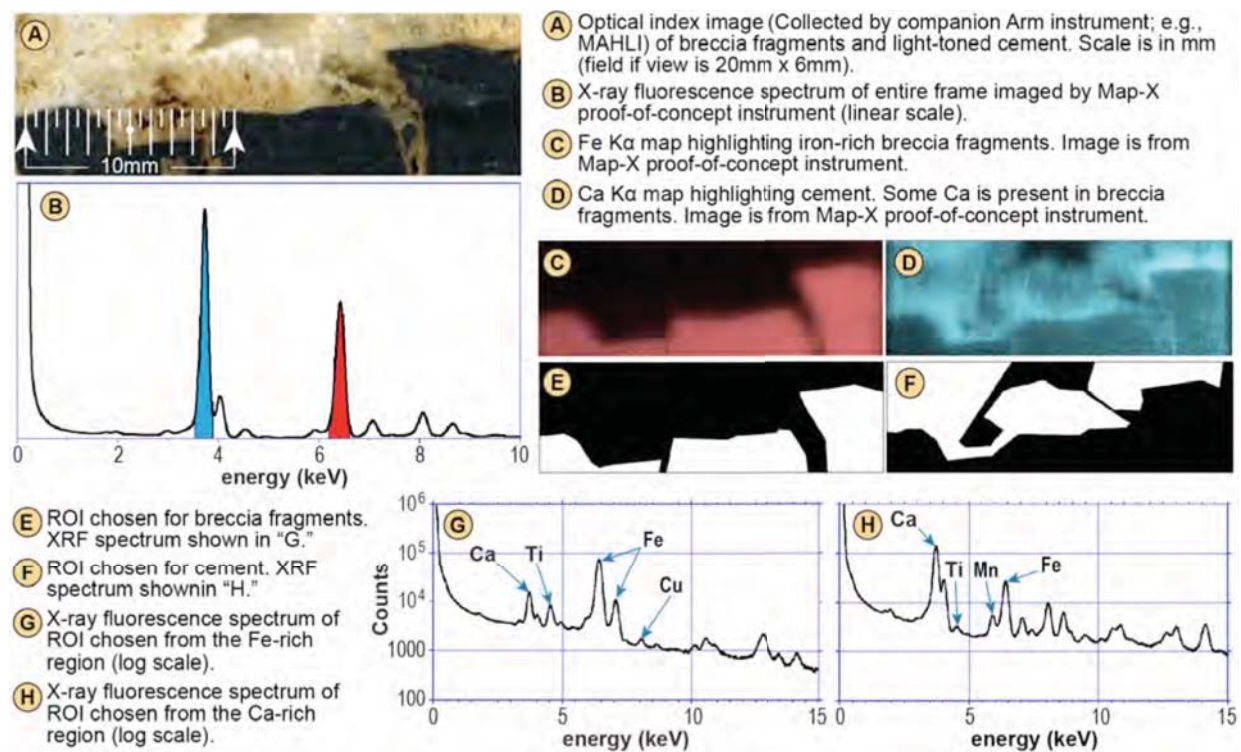 A
10mm
A Optical index image (Collected by companion Arm instrument; e.g.,
MAHLI) of breccia fragments and light-toned cement. Scale is in mm
(field if view is 20mm x 6mm).
B X-ray fluorescence spectrum of entire frame imaged by Map-X
proof-of-concept instrument (linear scale).
C Fe Kα map highlighting iron-rich breccia fragments. Image is from
Map-X proof-of-concept instrument.
D Ca Kα map highlighting cement. Some Ca is present in breccia
fragments. Image is from Map-X proof-of-concept instrument.
B
0 2 4 6 8 10
energy (keV)
C
D
E
F
E ROI chosen for breccia fragments.
XRF spectrum shown in “G.”
F ROI chosen for cement. XRF
spectrum shownin “H.”
G X-ray fluorescence spectrum of
ROI chosen from the Fe-rich
region (log scale).
H X-ray fluorescence spectrum of
ROI chosen from the Ca-rich
region (log scale).
Counts
10⁶
10⁵
10⁴
1000
100
G
Ca Ti Fe Cu
0 5 10 15
energy (keV)
H
Ca Ti Mn Fe
0 5 10 15
energy (keV)